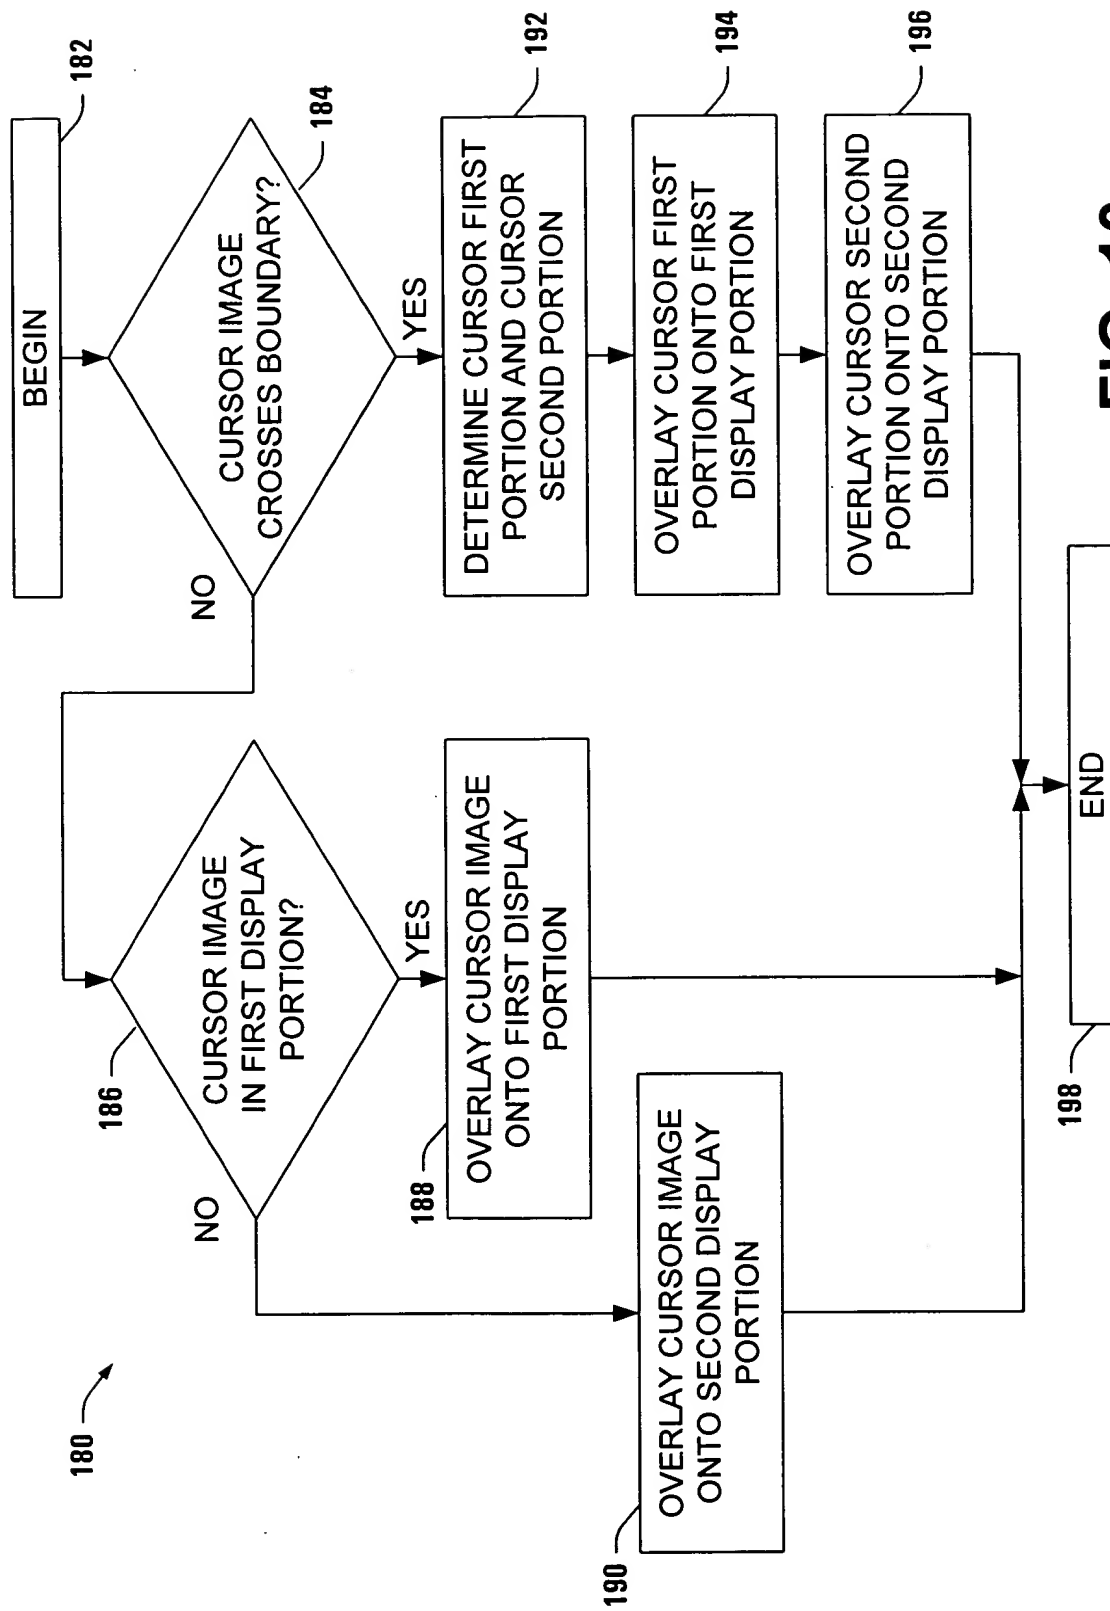 180
BEGIN
182
CURSOR IMAGE
CROSSES BOUNDARY?
184
NO
YES
CURSOR IMAGE
IN FIRST DISPLAY
PORTION?
186
NO
YES
DETERMINE CURSOR FIRST
PORTION AND CURSOR
SECOND PORTION
192
OVERLAY CURSOR IMAGE
ONTO FIRST DISPLAY
PORTION
188
OVERLAY CURSOR FIRST
PORTION ONTO FIRST
DISPLAY PORTION
194
OVERLAY CURSOR IMAGE
ONTO SECOND DISPLAY
PORTION
190
OVERLAY CURSOR SECOND
PORTION ONTO SECOND
DISPLAY PORTION
196
END
198